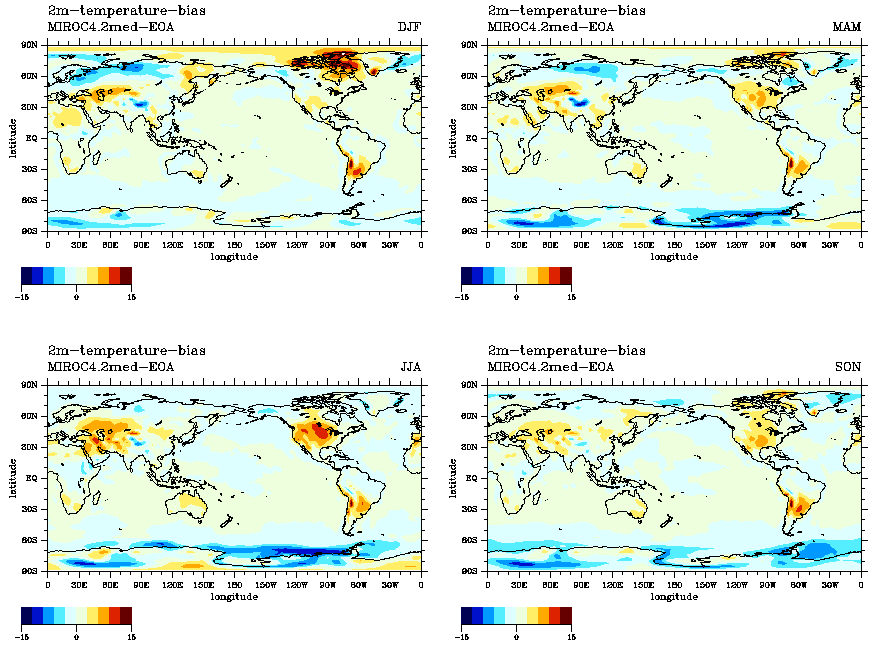 2m-temperature-bias
MIROC4.2med-EOA DJF
90N
60N
30N
EQ
30S
60S
90S
latitude
0 30E 60E 90E 120E 150E 180 150W 120W 90W 60W 30W 0
longitude
-15 0 15
2m-temperature-bias
MIROC4.2med-EOA MAM
90N
60N
30N
EQ
30S
60S
90S
latitude
0 30E 60E 90E 120E 150E 180 150W 120W 90W 60W 30W 0
longitude
-15 0 15
2m-temperature-bias
MIROC4.2med-EOA JJA
90N
60N
30N
EQ
30S
60S
90S
latitude
0 30E 60E 90E 120E 150E 180 150W 120W 90W 60W 30W 0
longitude
-15 0 15
2m-temperature-bias
MIROC4.2med-EOA SON
90N
60N
30N
EQ
30S
60S
90S
latitude
0 30E 60E 90E 120E 150E 180 150W 120W 90W 60W 30W 0
longitude
-15 0 15